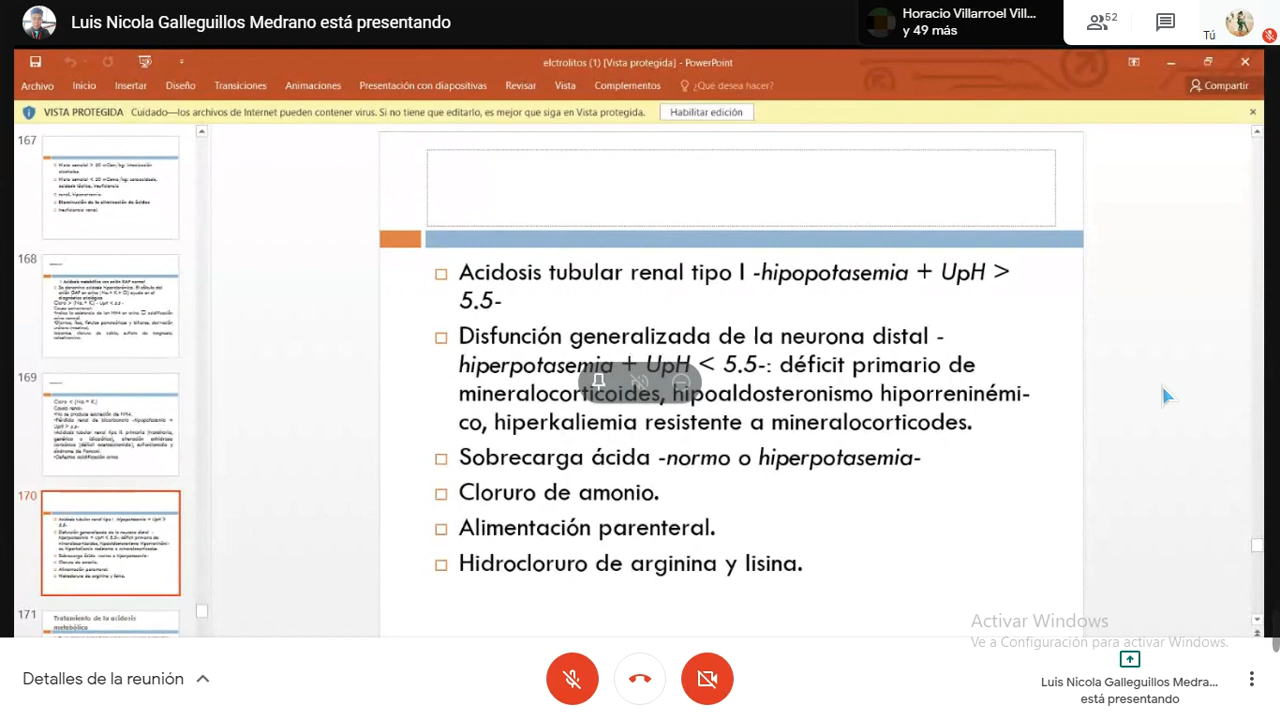 Luis Nicola Galleguillos Medrano está presentando
Horacio Villarroel Vill...
y 49 más
52
Tú
elctrolitos (1) [Vista protegida] - PowerPoint
Archivo Inicio Insertar Diseño Transiciones Animaciones Presentación con diapositivas Revisar Vista Complementos ¿Qué desea hacer? Compartir
VISTA PROTEGIDA Cuidado—los archivos de Internet pueden contener virus. Si no tiene que editarlo, es mejor que siga en Vista protegida. Habilitar edición
167
168
169
170
171
Tratamiento de la acidosis
metabólica
Acidosis tubular renal tipo I -hipopotasemia + UpH >
5.5-
Disfunción generalizada de la neurona distal -
hiperpotasemia + UpH < 5.5-: déficit primario de
mineralocorticoides, hipoaldosteronismo hiporreninémi-
co, hiperkaliemia resistente a mineralocorticodes.
Sobrecarga ácida -normo o hiperpotasemia-
Cloruro de amonio.
Alimentación parenteral.
Hidrocloruro de arginina y lisina.
Activar Windows
Ve a Configuración para activar Windows.
Detalles de la reunión
Luis Nicola Galleguillos Medra...
está presentando